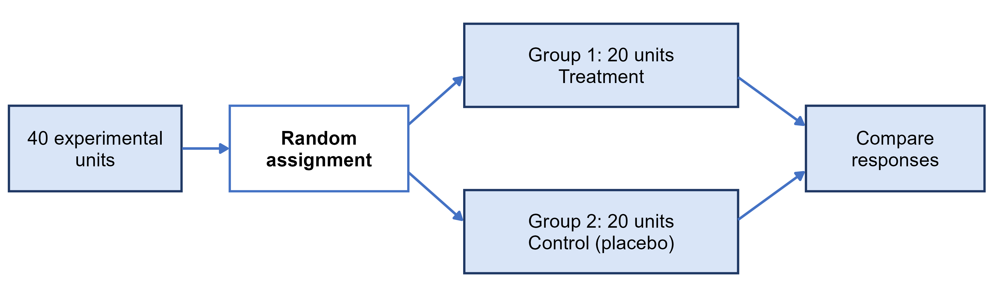 40 experimental
units
Random
assignment
Group 1: 20 units
Treatment
Group 2: 20 units
Control (placebo)
Compare
responses